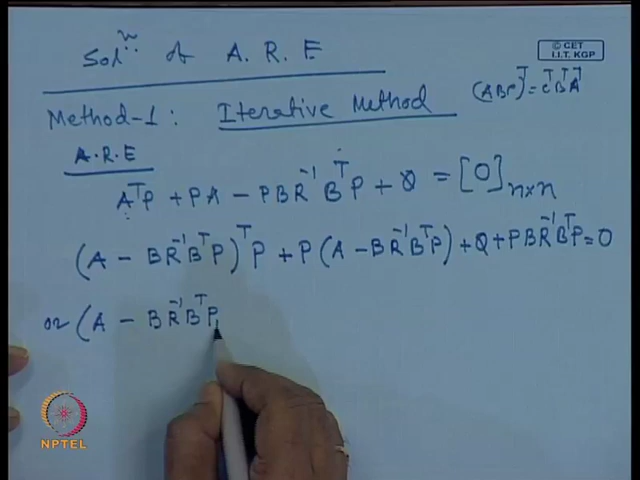 Solⁿ of A.R.E
© CET
I.I.T. KGP
Method-1: Iterative Method
(ABC)ᵀ = CᵀBᵀAᵀ
A.R.E
AᵀP + PA − PBR⁻¹BᵀP + Q = [0]ₙₓₙ
(A − BR⁻¹BᵀP)ᵀP + P(A − BR⁻¹BᵀP) + Q + PBR⁻¹BᵀP = 0
or (A − BR⁻¹BᵀP
NPTEL